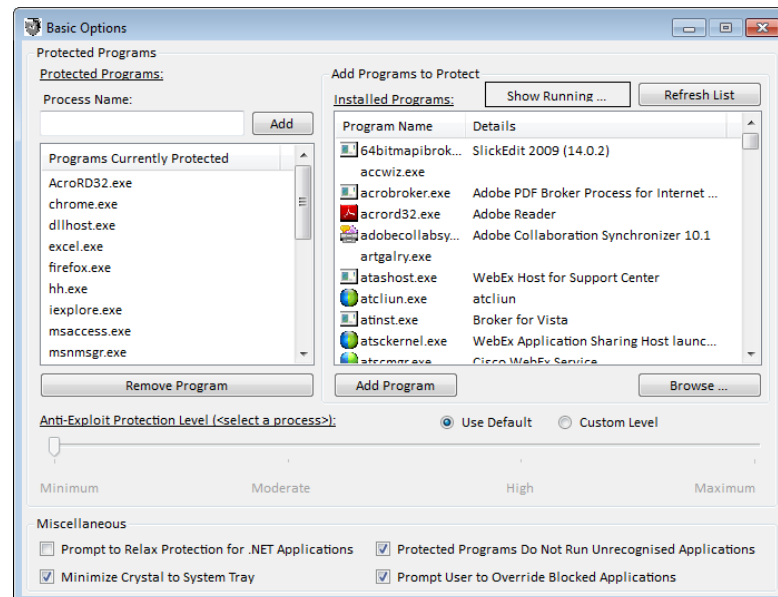 Basic Options
Protected Programs
Protected Programs:
Process Name:
Add
Programs Currently Protected
AcroRD32.exe
chrome.exe
dllhost.exe
excel.exe
firefox.exe
hh.exe
iexplore.exe
msaccess.exe
msnmsgr.exe
Remove Program
Add Programs to Protect
Installed Programs:
Show Running ...
Refresh List
Program Name Details
64bitmapibrok... SlickEdit 2009 (14.0.2)
accwiz.exe
acrobroker.exe Adobe PDF Broker Process for Internet ...
acrord32.exe Adobe Reader
adobecollabsy... Adobe Collaboration Synchronizer 10.1
artgalry.exe
atashost.exe WebEx Host for Support Center
atcliun.exe atcliun
atinst.exe Broker for Vista
atsckernel.exe WebEx Application Sharing Host launc...
atscmgr.exe Cisco WebEx Service
Add Program
Browse ...
Anti-Exploit Protection Level (<select a process>):
Use Default
Custom Level
Minimum Moderate High Maximum
Miscellaneous
Prompt to Relax Protection for .NET Applications
Protected Programs Do Not Run Unrecognised Applications
Minimize Crystal to System Tray
Prompt User to Override Blocked Applications